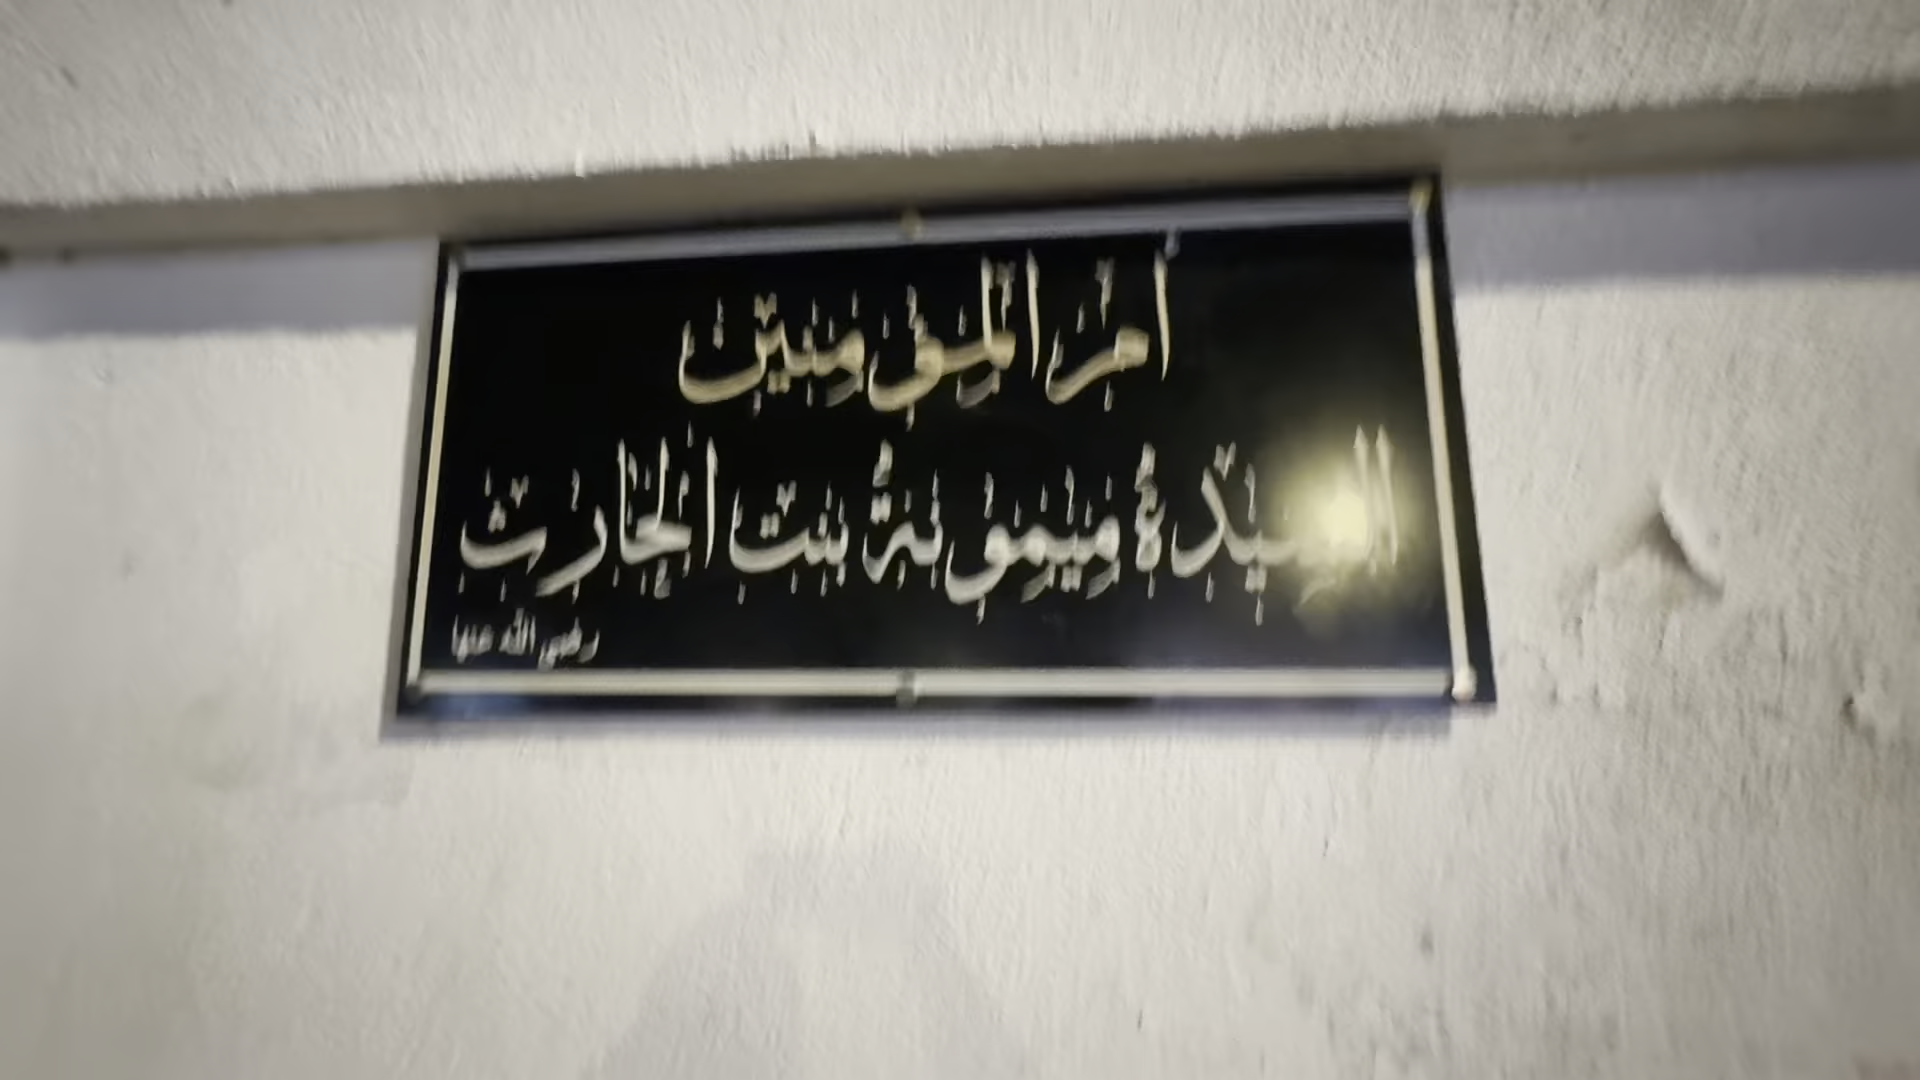 أم المؤمنين
السيدة ميمونة بنت الحارث
رضي الله عنها